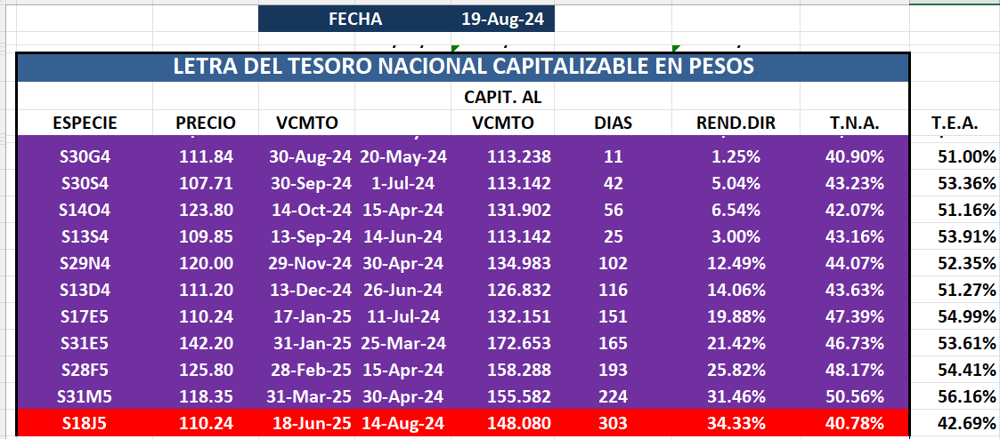 FECHA 19-Aug-24
LETRA DEL TESORO NACIONAL CAPITALIZABLE EN PESOS
CAPIT. AL
ESPECIE PRECIO VCMTO VCMTO DIAS REND.DIR T.N.A. T.E.A.
S30G4 111.84 30-Aug-24 20-May-24 113.238 11 1.25% 40.90% 51.00%
S30S4 107.71 30-Sep-24 1-Jul-24 113.142 42 5.04% 43.23% 53.36%
S14O4 123.80 14-Oct-24 15-Apr-24 131.902 56 6.54% 42.07% 51.16%
S13S4 109.85 13-Sep-24 14-Jun-24 113.142 25 3.00% 43.16% 53.91%
S29N4 120.00 29-Nov-24 30-Apr-24 134.983 102 12.49% 44.07% 52.35%
S13D4 111.20 13-Dec-24 26-Jun-24 126.832 116 14.06% 43.63% 51.27%
S17E5 110.24 17-Jan-25 11-Jul-24 132.151 151 19.88% 47.39% 54.99%
S31E5 142.20 31-Jan-25 25-Mar-24 172.653 165 21.42% 46.73% 53.61%
S28F5 125.80 28-Feb-25 15-Apr-24 158.288 193 25.82% 48.17% 54.41%
S31M5 118.35 31-Mar-25 30-Apr-24 155.582 224 31.46% 50.56% 56.16%
S18J5 110.24 18-Jun-25 14-Aug-24 148.080 303 34.33% 40.78% 42.69%